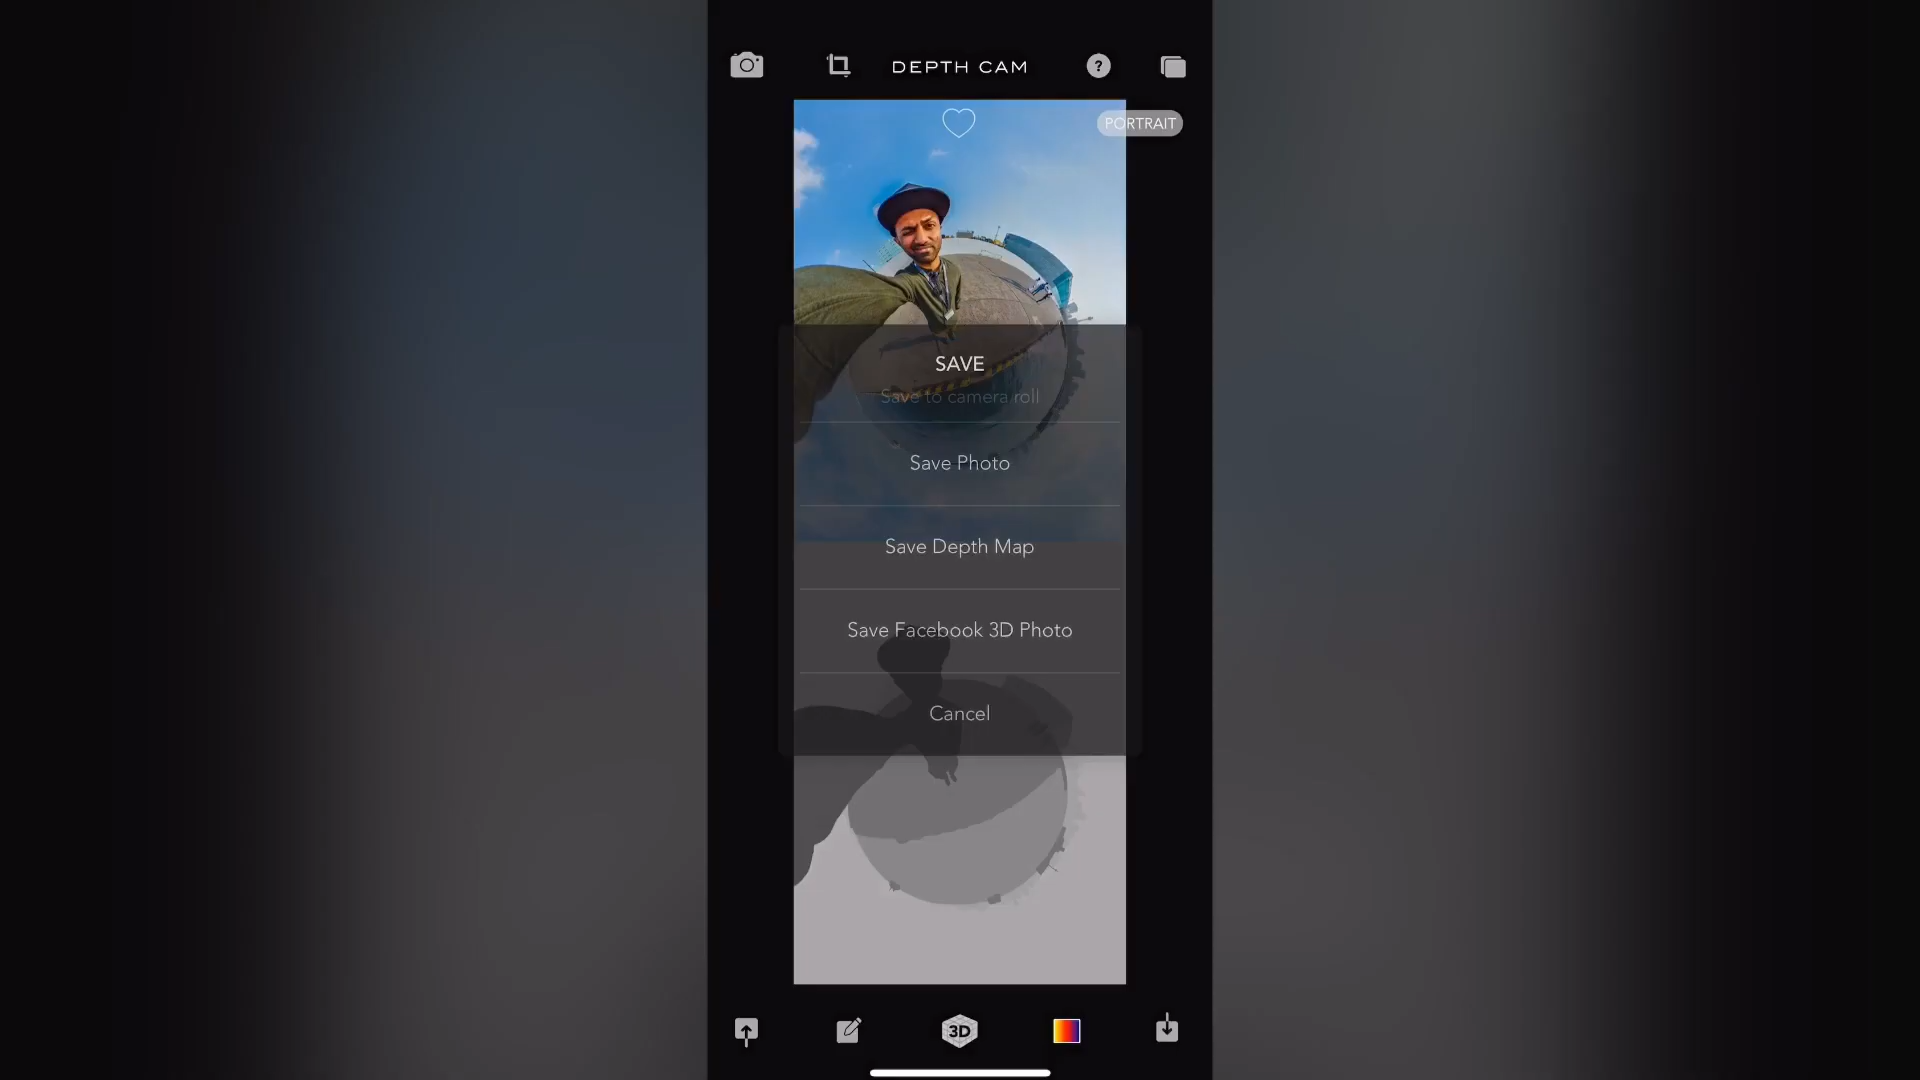 DEPTH CAM
?
PORTRAIT
SAVE
Save to camera roll
Save Photo
Save Depth Map
Save Facebook 3D Photo
Cancel
3D